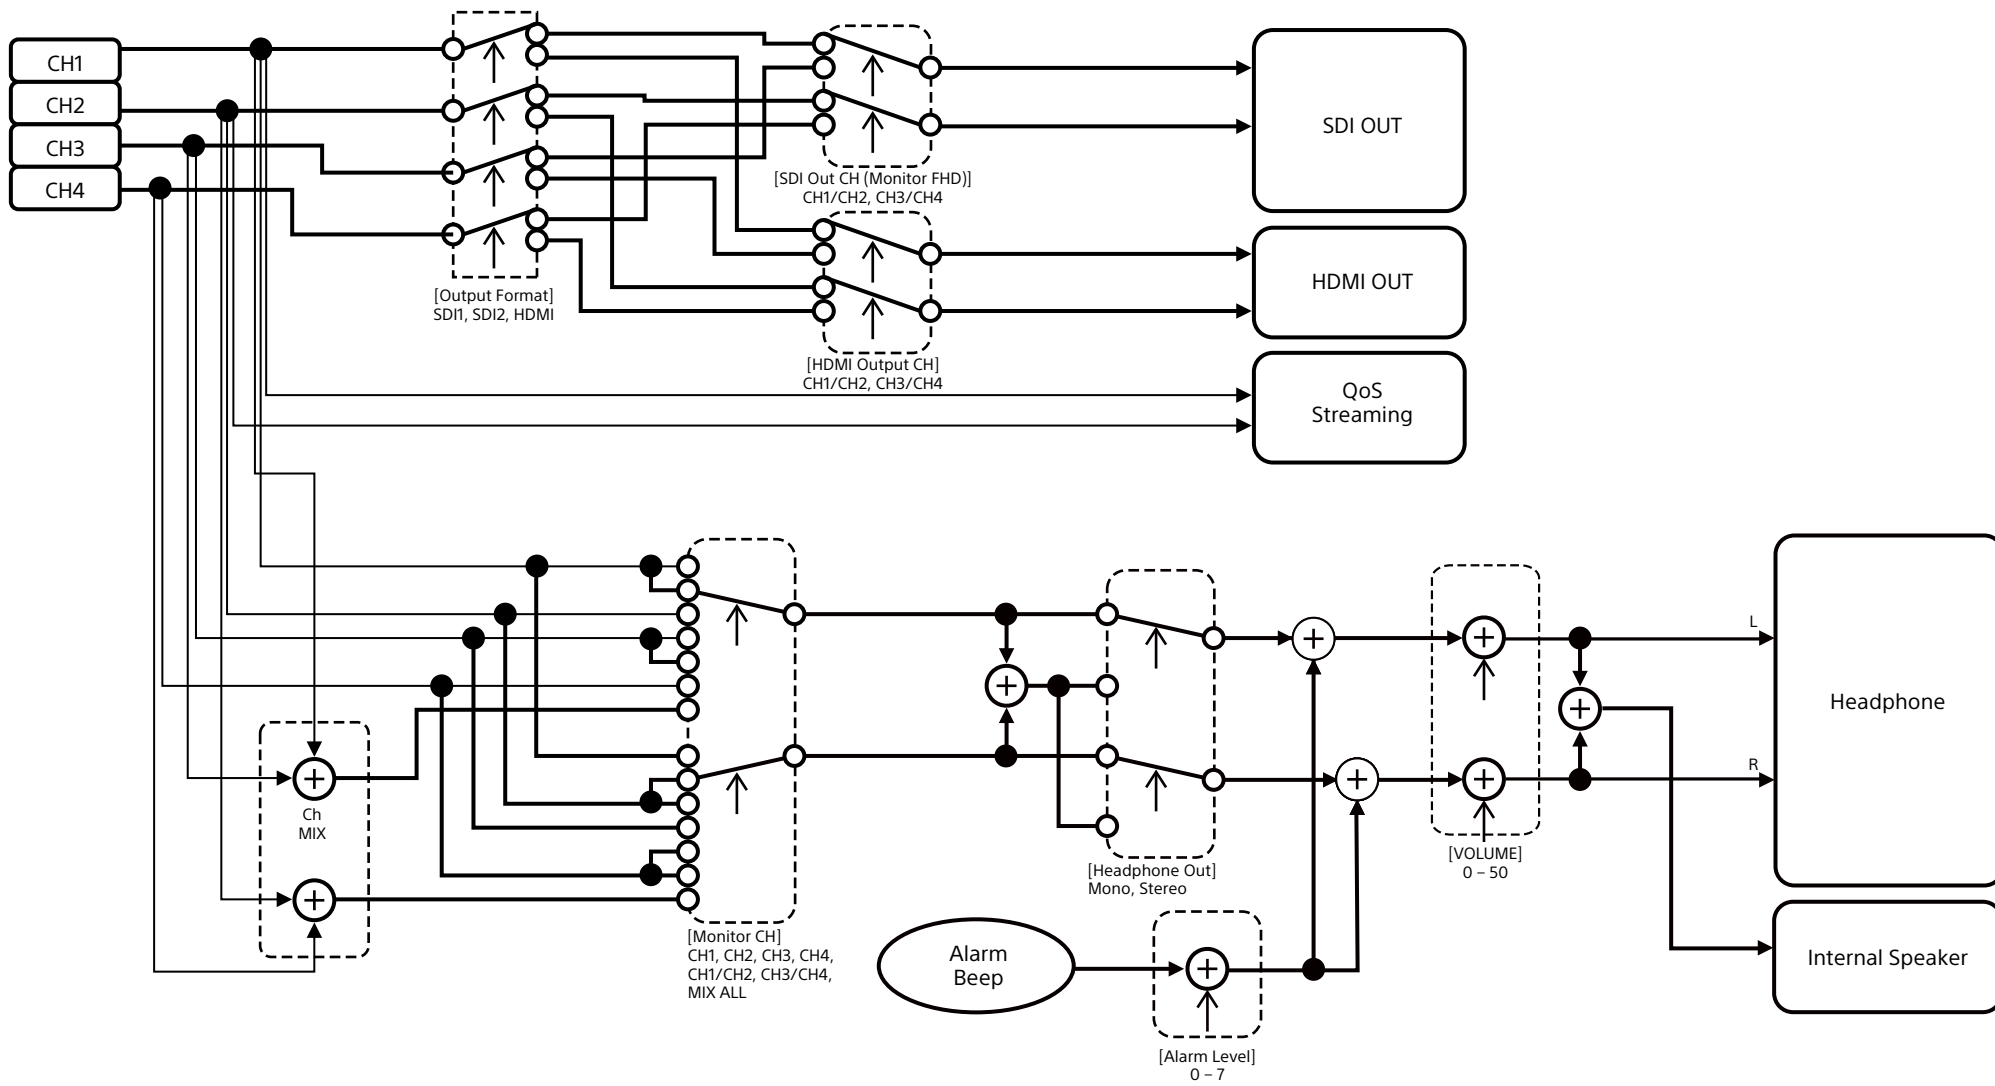 CH1
CH2
CH3
CH4
[Output Format]
SDI1, SDI2, HDMI
[SDI Out CH (Monitor FHD)]
CH1/CH2, CH3/CH4
[HDMI Output CH]
CH1/CH2, CH3/CH4
SDI OUT
HDMI OUT
QoS
Streaming
Ch
MIX
[Monitor CH]
CH1, CH2, CH3, CH4,
CH1/CH2, CH3/CH4,
MIX ALL
[Headphone Out]
Mono, Stereo
Alarm
Beep
[Alarm Level]
0 – 7
[VOLUME]
0 – 50
L
R
Headphone
Internal Speaker